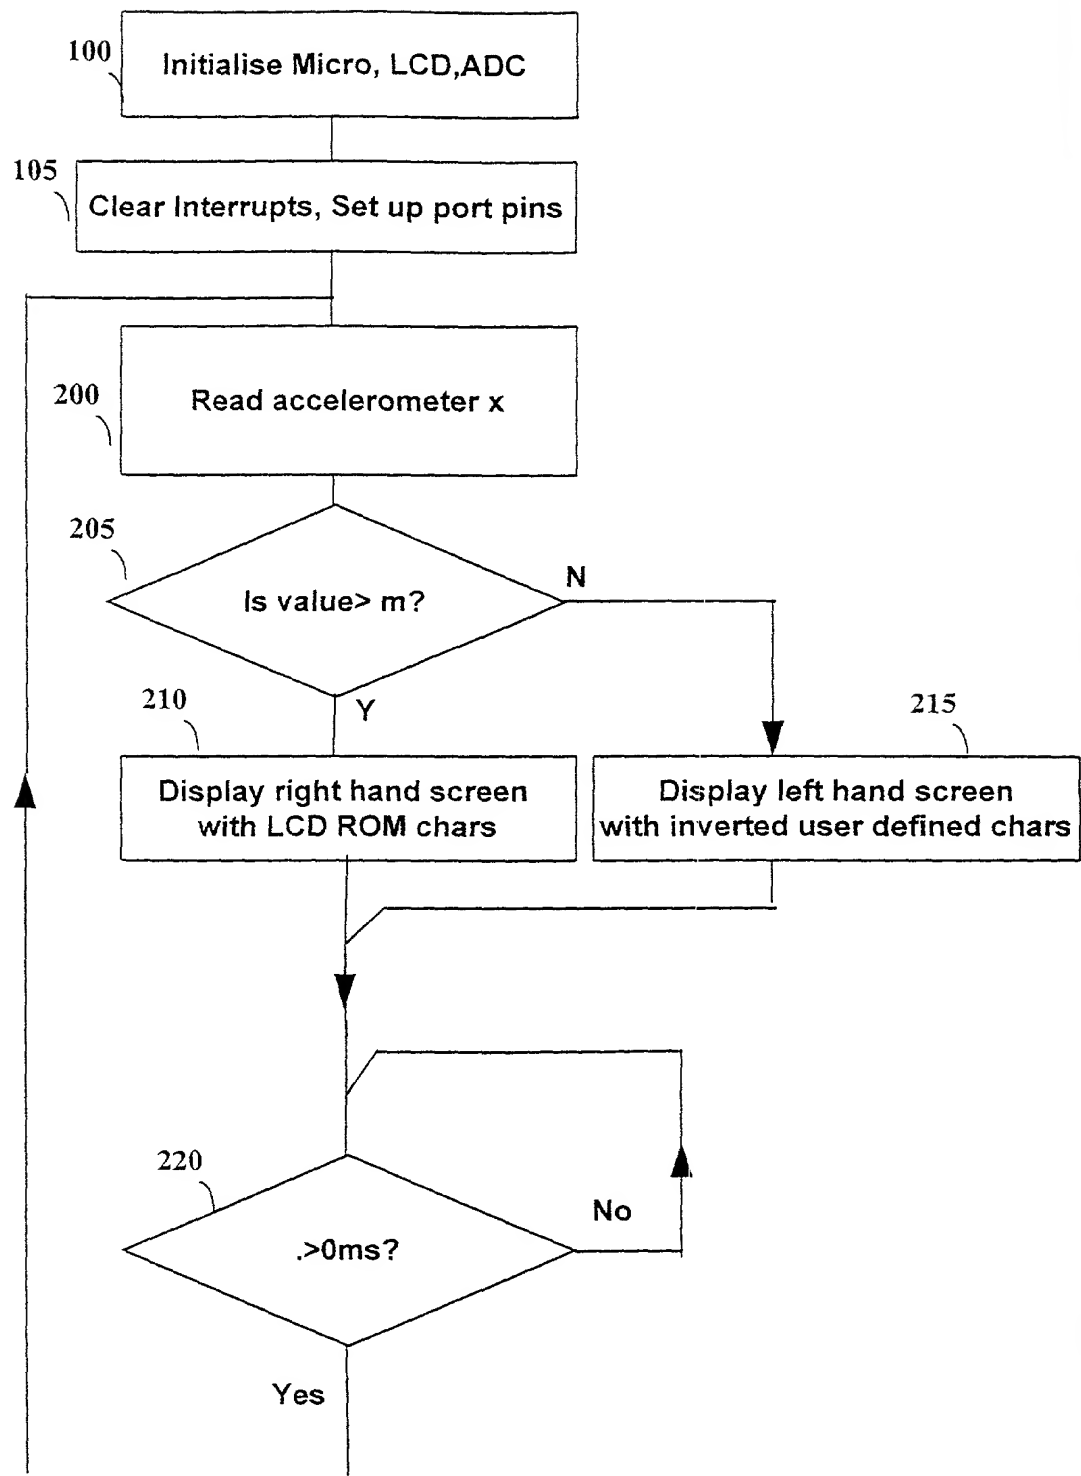 100
Initialise Micro, LCD,ADC
105
Clear Interrupts, Set up port pins
200
Read accelerometer x
205
Is value> m?
N
Y
210
215
Display right hand screen
with LCD ROM chars
Display left hand screen
with inverted user defined chars
220
.>0ms?
No
Yes